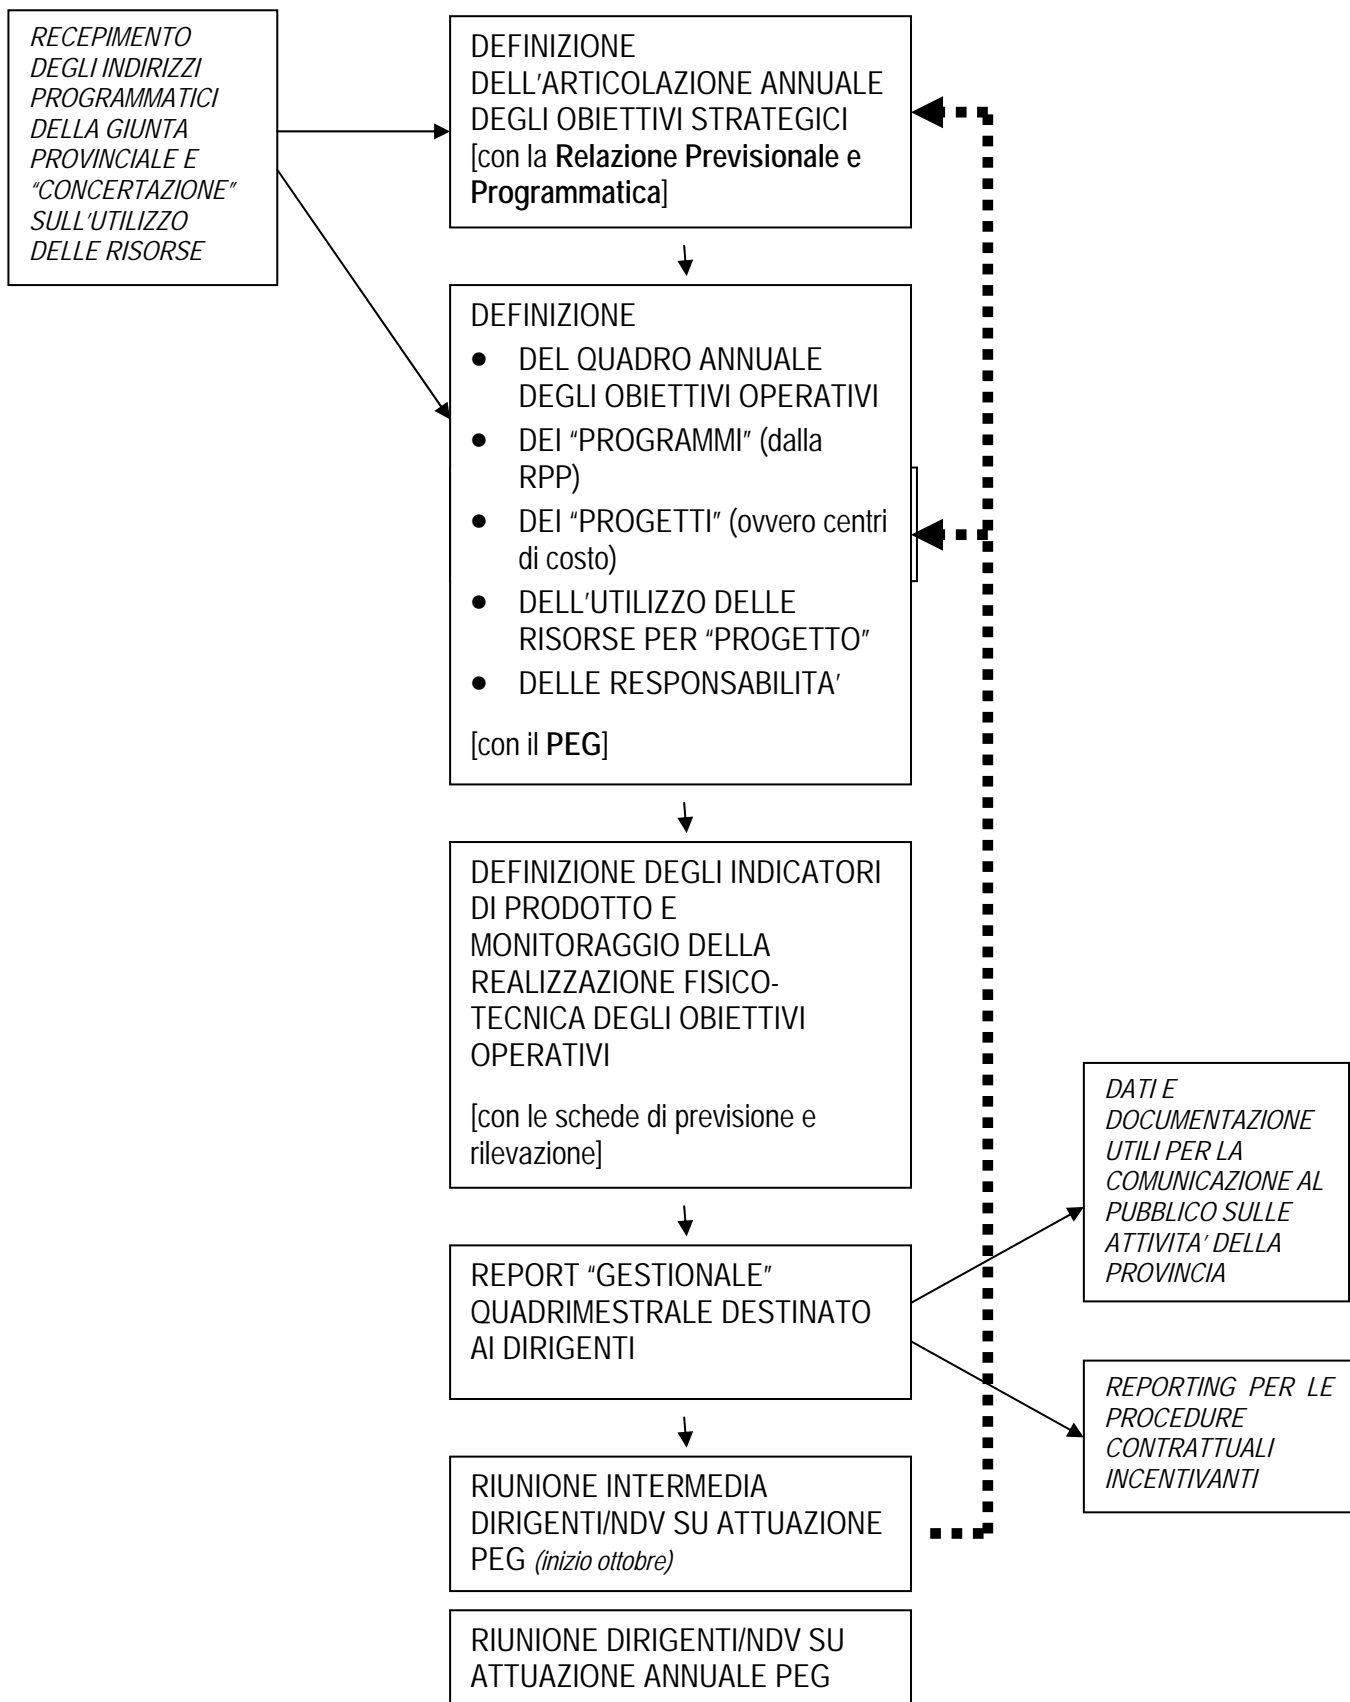 RECEPIMENTO
DEGLI INDIRIZZI
PROGRAMMATICI
DELLA GIUNTA
PROVINCIALE E
“CONCERTAZIONE”
SULL’UTILIZZO
DELLE RISORSE
DEFINIZIONE
DELL’ARTICOLAZIONE ANNUALE
DEGLI OBIETTIVI STRATEGICI
[con la Relazione Previsionale e
Programmatica]
DEFINIZIONE
• DEL QUADRO ANNUALE
DEGLI OBIETTIVI OPERATIVI
• DEI “PROGRAMMI” (dalla
RPP)
• DEI “PROGETTI” (ovvero centri
di costo)
• DELL’UTILIZZO DELLE
RISORSE PER “PROGETTO”
• DELLE RESPONSABILITA’
[con il PEG]
DEFINIZIONE DEGLI INDICATORI
DI PRODOTTO E
MONITORAGGIO DELLA
REALIZZAZIONE FISICO-
TECNICA DEGLI OBIETTIVI
OPERATIVI
[con le schede di previsione e
rilevazione]
REPORT “GESTIONALE”
QUADRIMESTRALE DESTINATO
AI DIRIGENTI
DATI E
DOCUMENTAZIONE
UTILI PER LA
COMUNICAZIONE AL
PUBBLICO SULLE
ATTIVITA’ DELLA
PROVINCIA
REPORTING PER LE
PROCEDURE
CONTRATTUALI
INCENTIVANTI
RIUNIONE INTERMEDIA
DIRIGENTI/NDV SU ATTUAZIONE
PEG (inizio ottobre)
RIUNIONE DIRIGENTI/NDV SU
ATTUAZIONE ANNUALE PEG